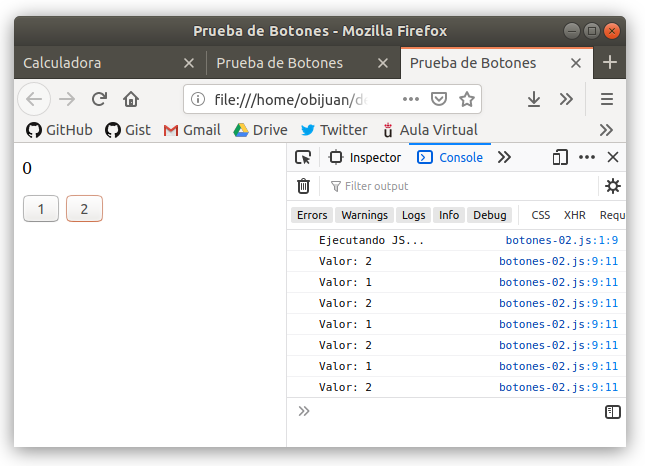 Prueba de Botones - Mozilla Firefox
Calculadora
Prueba de Botones
Prueba de Botones
file:///home/obijuan/de
GitHub Gist Gmail Drive Twitter Aula Virtual
0
1 2
Inspector Console
Filter output
Errors Warnings Logs Info Debug CSS XHR Requ
Ejecutando JS... botones-02.js:1:9
Valor: 2 botones-02.js:9:11
Valor: 1 botones-02.js:9:11
Valor: 2 botones-02.js:9:11
Valor: 1 botones-02.js:9:11
Valor: 2 botones-02.js:9:11
Valor: 1 botones-02.js:9:11
Valor: 2 botones-02.js:9:11